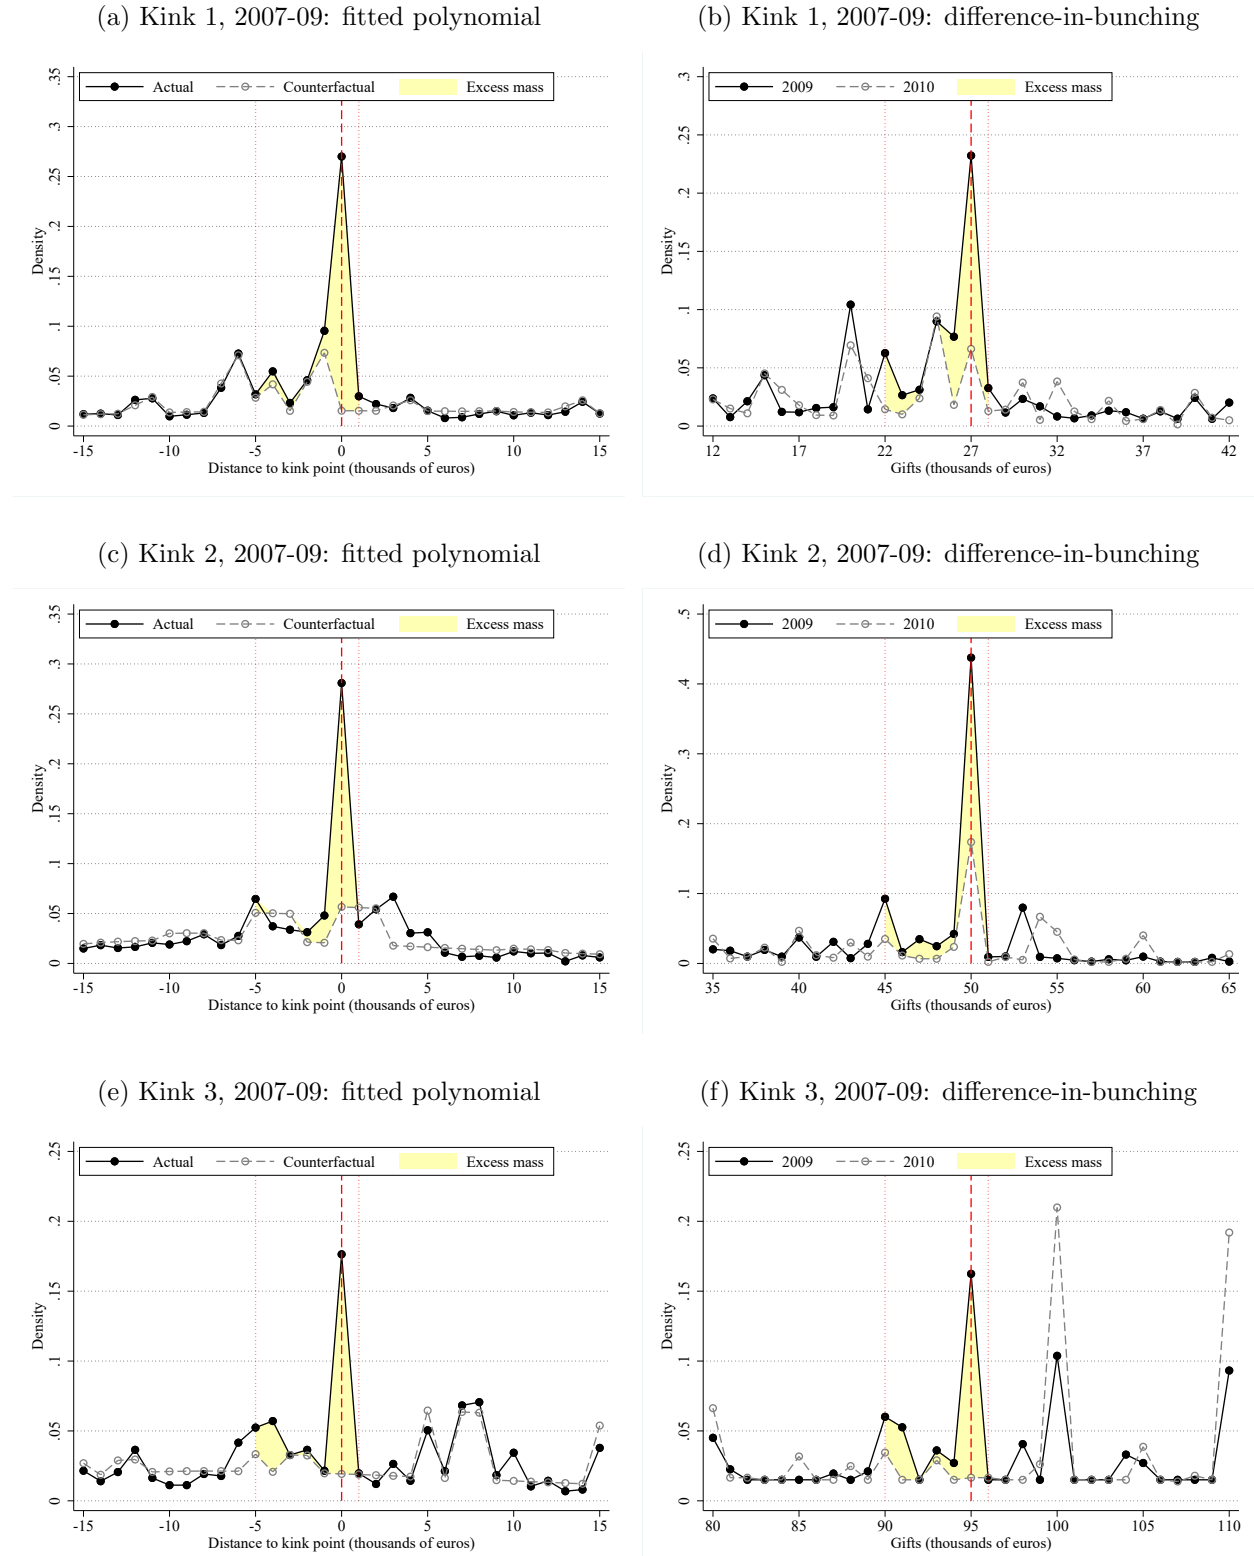 (a) Kink 1, 2007-09: fitted polynomial
Actual Counterfactual Excess mass
Density
0 .05 .1 .15 .2 .25 .3 .35
-15 -10 -5 0 5 10 15
Distance to kink point (thousands of euros)
(b) Kink 1, 2007-09: difference-in-bunching
2009 2010 Excess mass
Density
0 .05 .1 .15 .2 .25 .3
12 17 22 27 32 37 42
Gifts (thousands of euros)
(c) Kink 2, 2007-09: fitted polynomial
Actual Counterfactual Excess mass
Density
0 .05 .1 .15 .2 .25 .3 .35
-15 -10 -5 0 5 10 15
Distance to kink point (thousands of euros)
(d) Kink 2, 2007-09: difference-in-bunching
2009 2010 Excess mass
Density
0 .1 .2 .3 .4 .5
35 40 45 50 55 60 65
Gifts (thousands of euros)
(e) Kink 3, 2007-09: fitted polynomial
Actual Counterfactual Excess mass
Density
0 .05 .1 .15 .2 .25
-15 -10 -5 0 5 10 15
Distance to kink point (thousands of euros)
(f) Kink 3, 2007-09: difference-in-bunching
2009 2010 Excess mass
Density
0 .05 .1 .15 .2 .25
80 85 90 95 100 105 110
Gifts (thousands of euros)